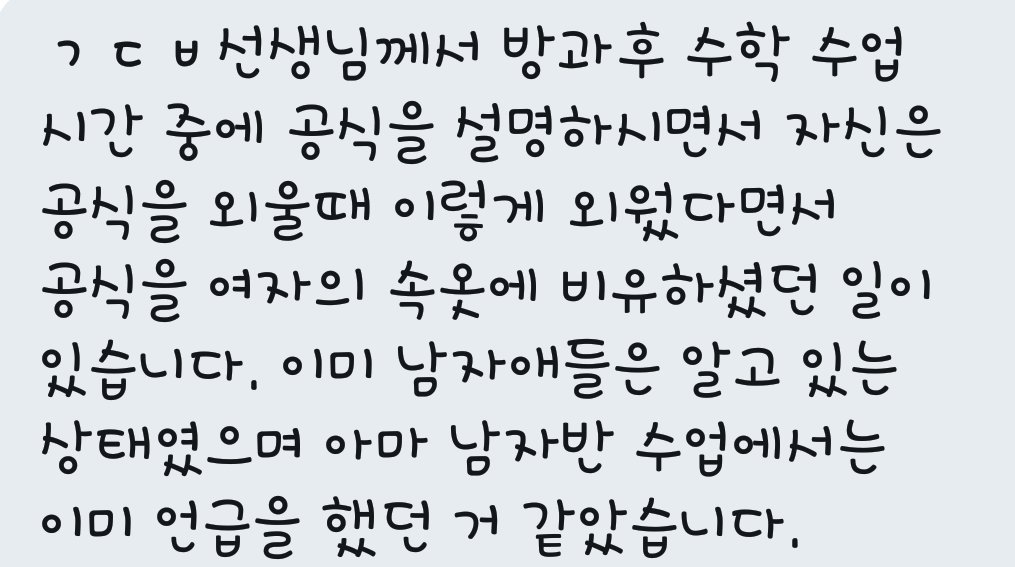 ㄱ ㄷ ㅂ선생님께서 방과후 수학 수업
시간 중에 공식을 설명하시면서 자신은
공식을 외울때 이렇게 외웠다면서
공식을 여자의 속옷에 비유하셨던 일이
있습니다. 이미 남자애들은 알고 있는
상태였으며 아마 남자반 수업에서는
이미 언급을 했던 거 같았습니다.